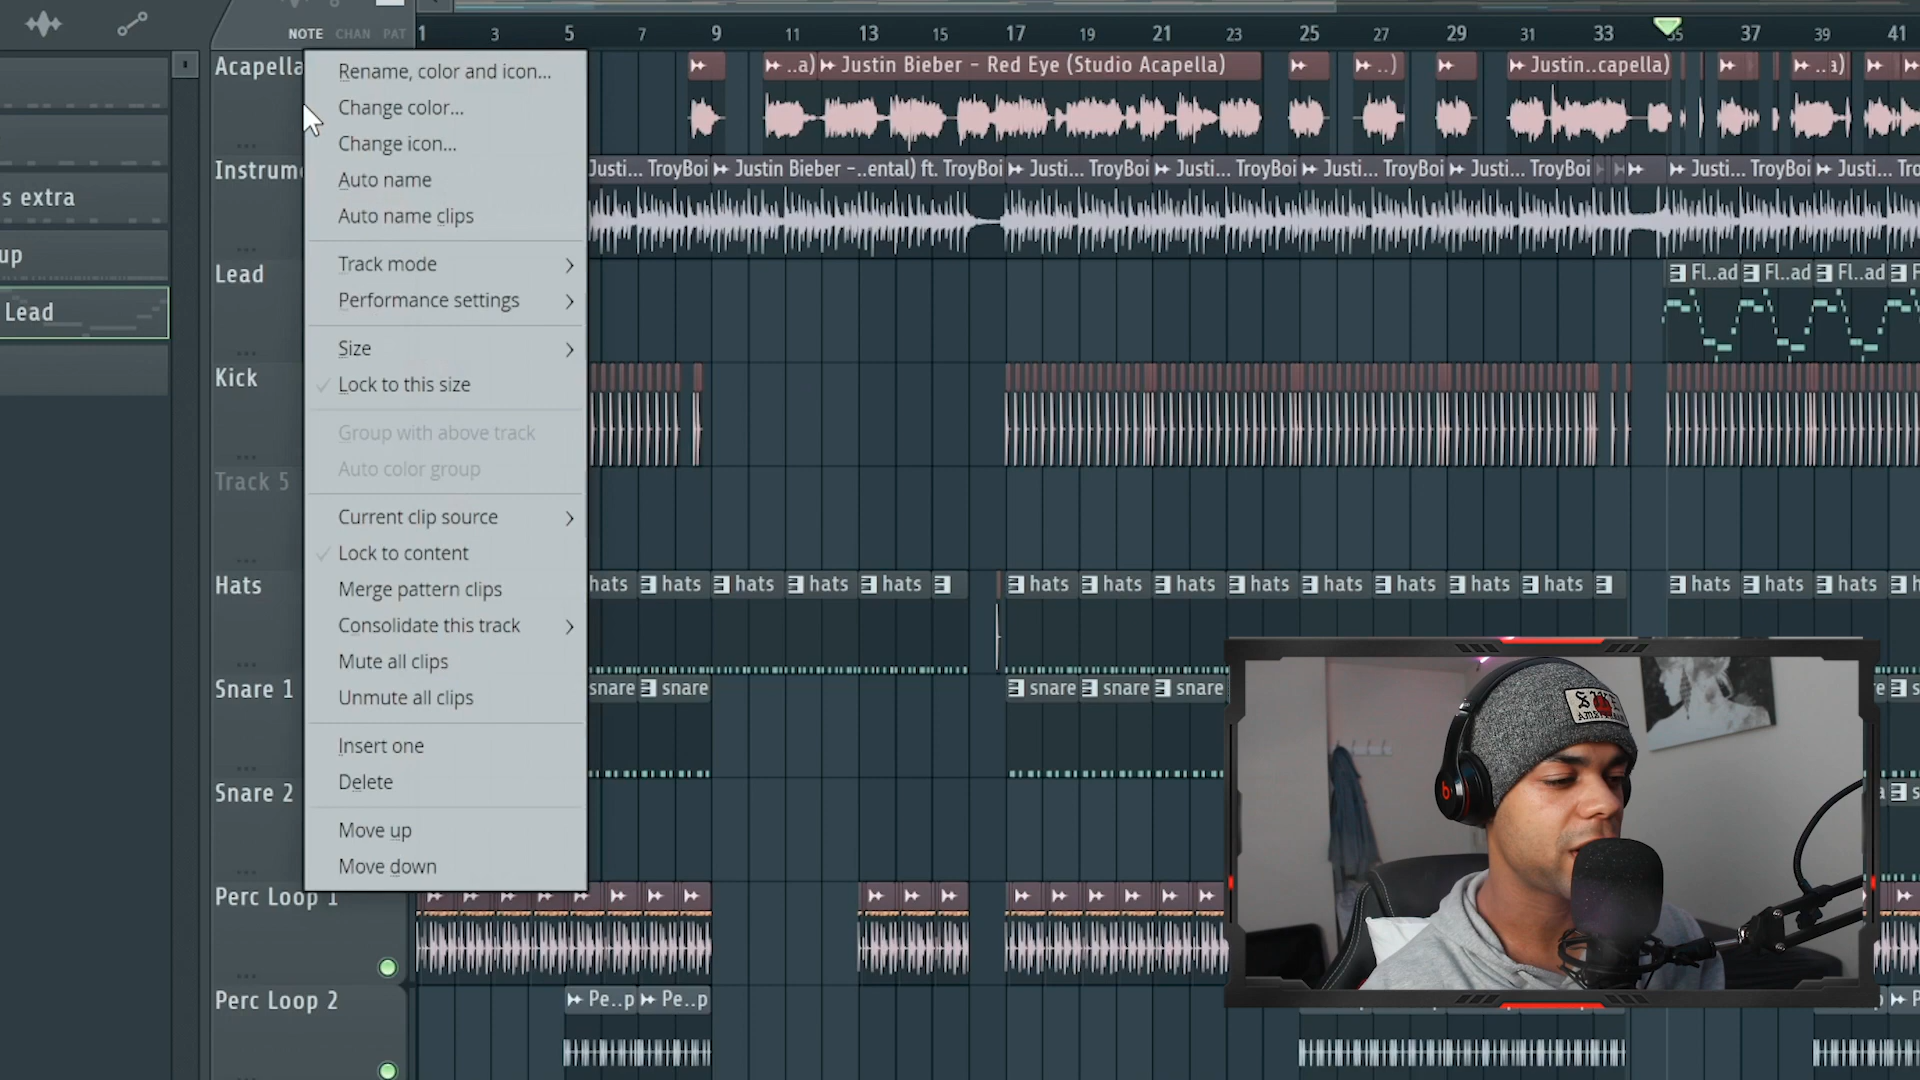 NOTE CHAN PAT
1 3 5 7 9 11 13 15 17 19 21 23 25 27 29 31 33 35 37 39 41
s extra
up
Lead
Acapella
Instrume
Lead
Kick
Track 5
Hats
Snare 1
Snare 2
Perc Loop 1
Perc Loop 2
Rename, color and icon...
Change color...
Change icon...
Auto name
Auto name clips
Track mode
Performance settings
Size
Lock to this size
Group with above track
Auto color group
Current clip source
Lock to content
Merge pattern clips
Consolidate this track
Mute all clips
Unmute all clips
Insert one
Delete
Move up
Move down
..a) Justin Bieber - Red Eye (Studio Acapella) ..) Justin..capella) ..a)
Justi... TroyBoi Justin Bieber -..ental) ft. TroyBoi Justi... TroyBoi Justi... TroyBoi Justi... TroyBoi Justi... TroyBoi Justi... TroyBoi Justi... Tro
Fl..ad Fl..ad Fl..ad F
hats hats hats hats hats hats hats hats hats hats hats hats hats hats hats hats h
snare snare snare snare snare
Pe..p Pe..p